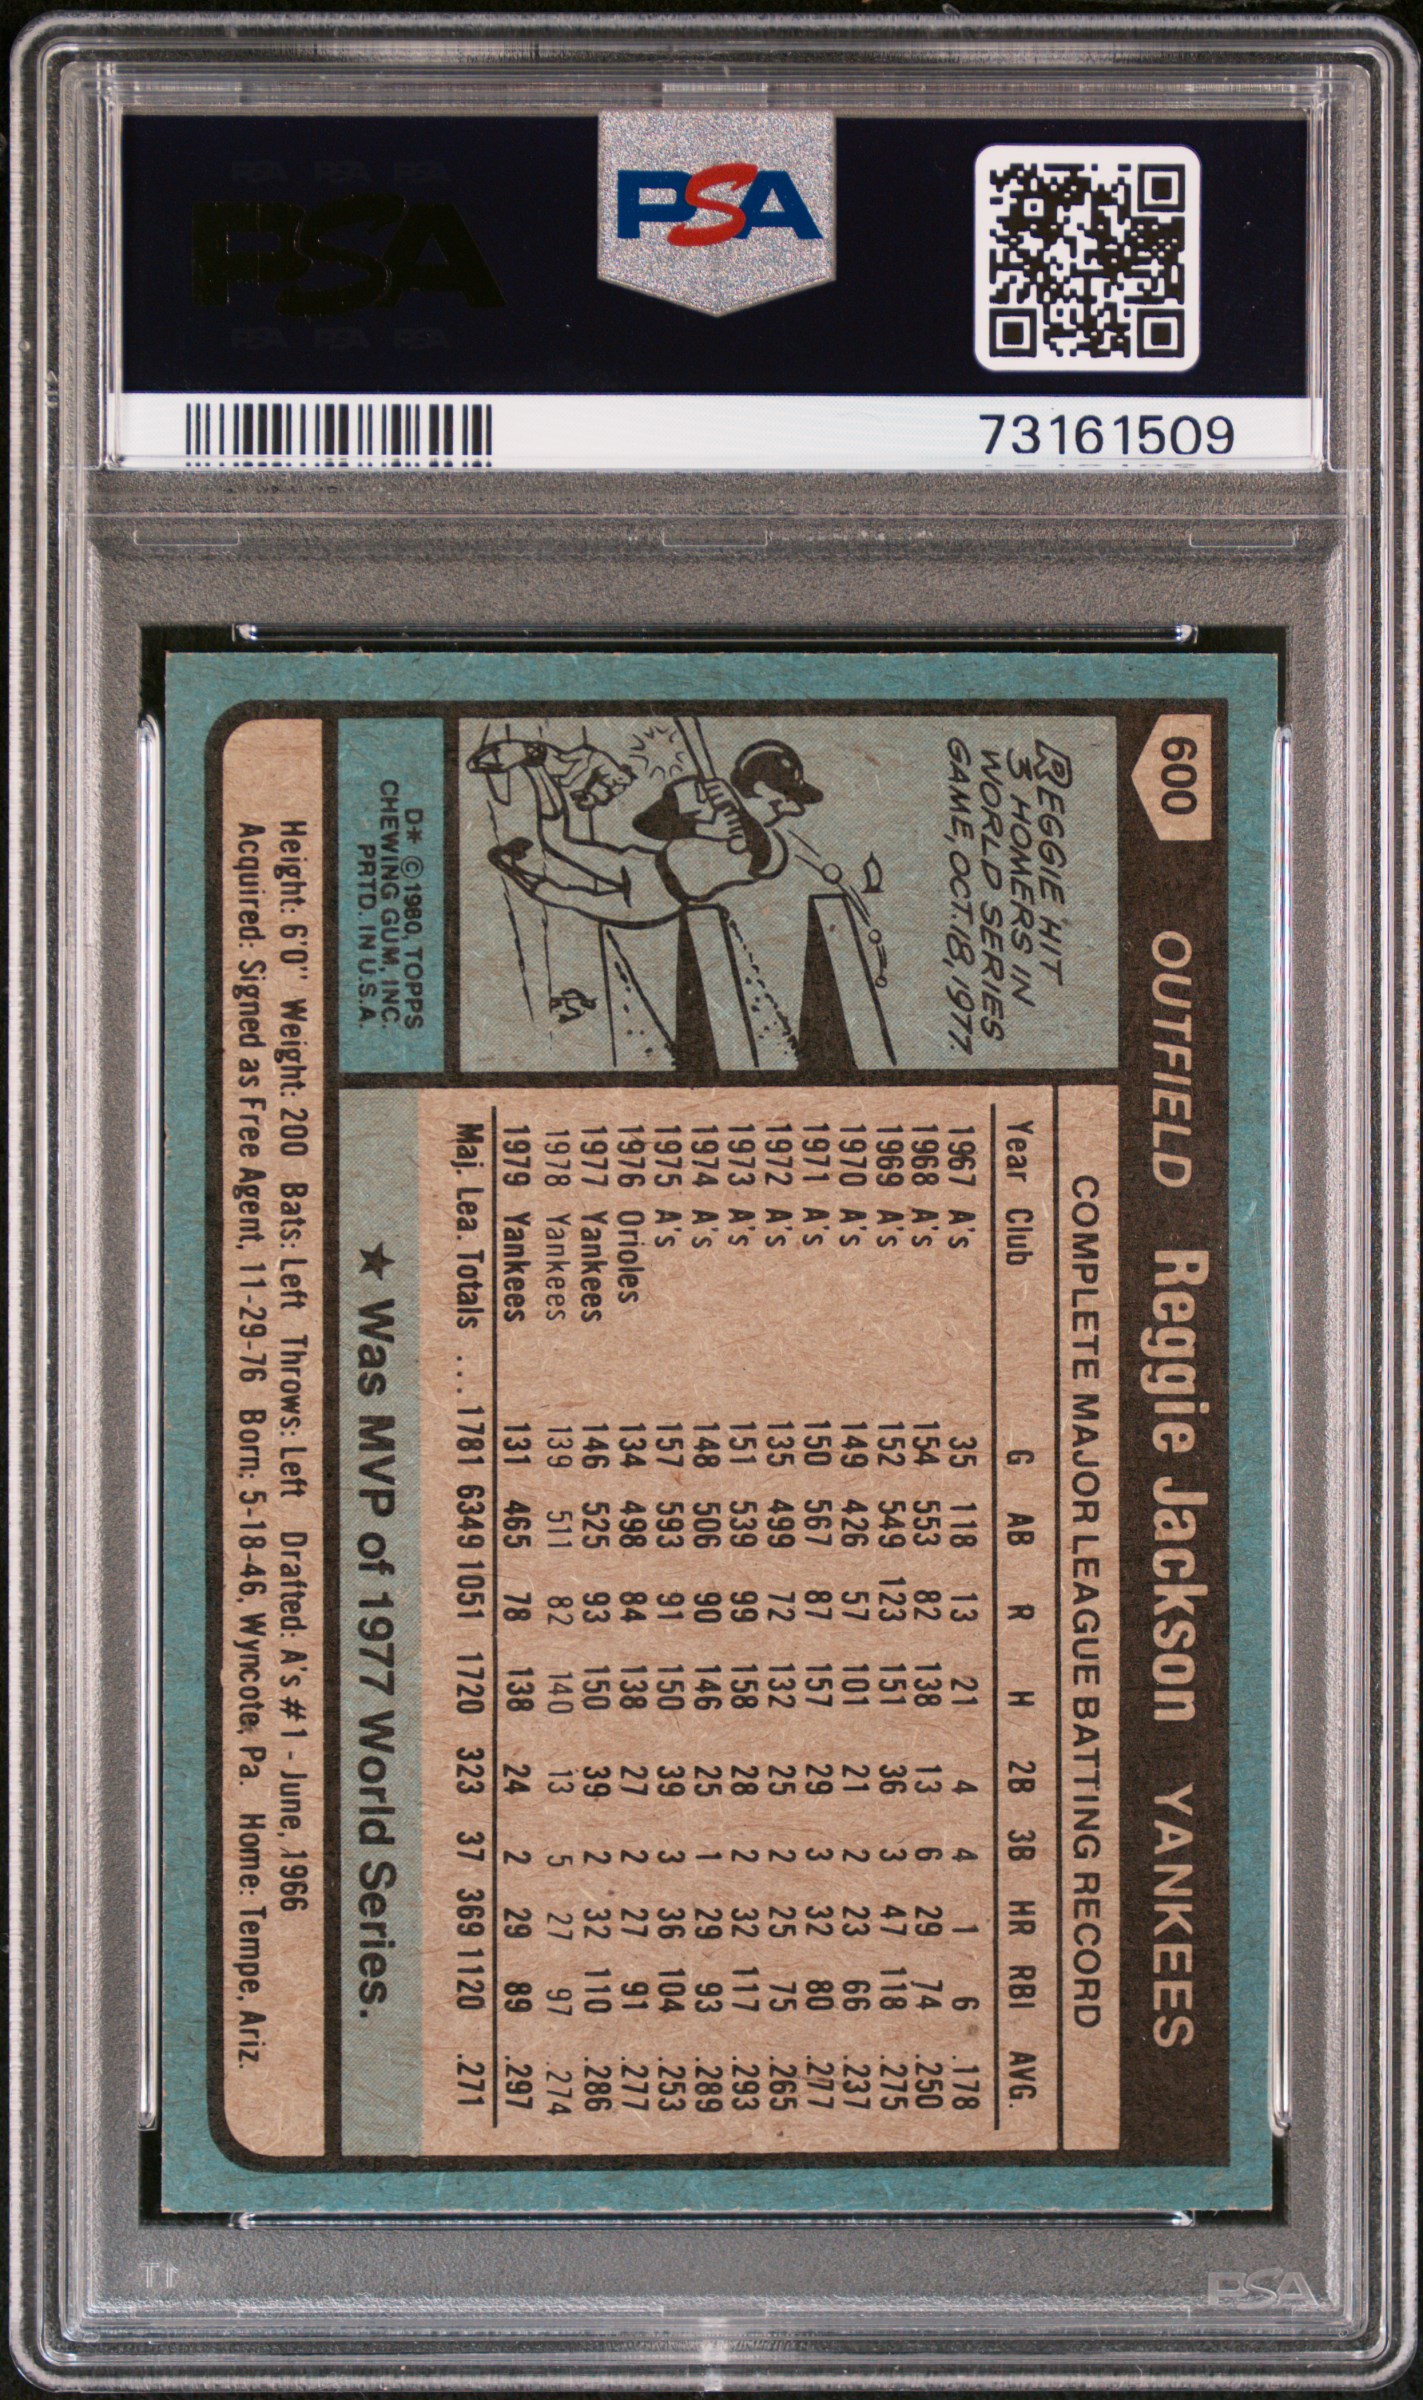 PSA PSA PSA
PSA
PSA PSA PSA
PSA
73161509
600 OUTFIELD Reggie Jackson YANKEES
REGGIE HIT
3 HOMERS IN
WORLD SERIES
GAME, OCT. 18, 1977.
D* © 1980, TOPPS
CHEWING GUM, INC.
PRTD. IN U.S.A.
COMPLETE MAJOR LEAGUE BATTING RECORD
Year Club G AB R H 2B 3B HR RBI AVG.
1967 A's 35 118 13 21 4 4 1 6 .178
1968 A's 154 553 82 138 13 6 29 74 .250
1969 A's 152 549 123 151 36 3 47 118 .275
1970 A's 149 426 57 101 21 2 23 66 .237
1971 A's 150 567 87 157 29 3 32 80 .277
1972 A's 135 499 72 132 25 2 25 75 .265
1973 A's 151 539 99 158 28 2 32 117 .293
1974 A's 148 506 90 146 25 1 29 93 .289
1975 A's 157 593 91 150 39 3 36 104 .253
1976 Orioles 134 498 84 138 27 2 27 91 .277
1977 Yankees 146 525 93 150 39 2 32 110 .286
1978 Yankees 139 511 82 140 13 5 27 97 .274
1979 Yankees 131 465 78 138 24 2 29 89 .297
Maj. Lea. Totals ... 1781 6349 1051 1720 323 37 369 1120 .271
★ Was MVP of 1977 World Series.
Height: 6'0" Weight: 200 Bats: Left Throws: Left Drafted: A's #1 - June, 1966
Acquired: Signed as Free Agent, 11-29-76 Born: 5-18-46, Wyncote, Pa. Home: Tempe, Ariz.
PSA